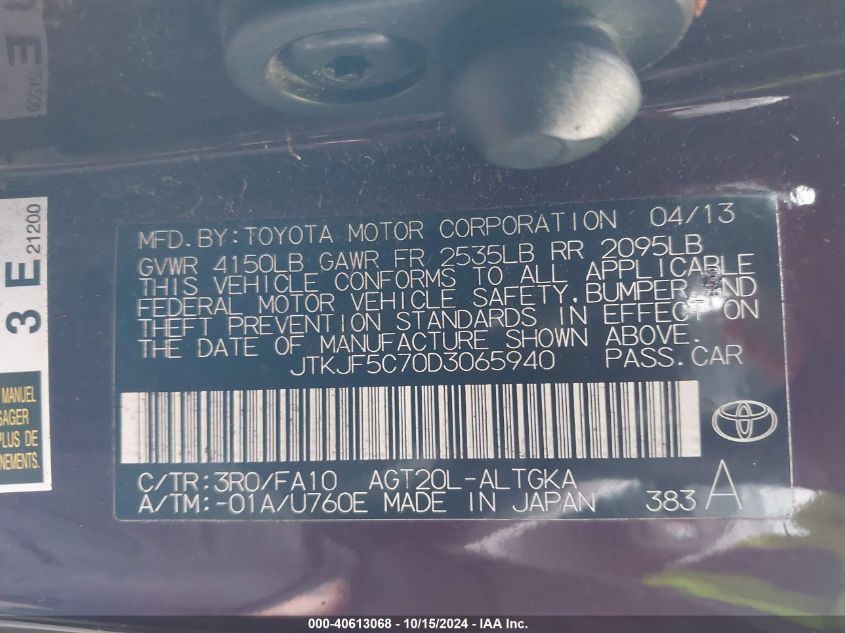 MFD.BY:TOYOTA MOTOR CORPORATION 04/13
GVWR 4150LB GAWR FR 2535LB RR 2095LB
THIS VEHICLE CONFORMS TO ALL APPLICABLE
FEDERAL MOTOR VEHICLE SAFETY,BUMPER,AND
THEFT PREVENTION STANDARDS IN EFFECT ON
THE DATE OF MANUFACTURE SHOWN ABOVE.
JTKJF5C70D3065940 PASS.CAR
C/TR:3R0/FA10 AGT20L-ALTGKA
A/TM:-01A/U760E MADE IN JAPAN 383 A
3 E
21200
MANUEL
SAGER
PLUS DE
NEMENTS.
E
000-40613068 - 10/15/2024 - IAA Inc.